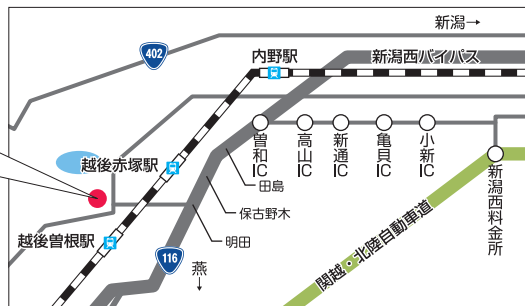 新潟→
402
内野駅
新潟西バイパス
越後赤塚駅
曽和IC
高山IC
新通IC
亀貝IC
小新IC
田島
保古野木
明田
越後曽根駅
116
燕
↓
関越・北陸自動車道
新潟西料金所